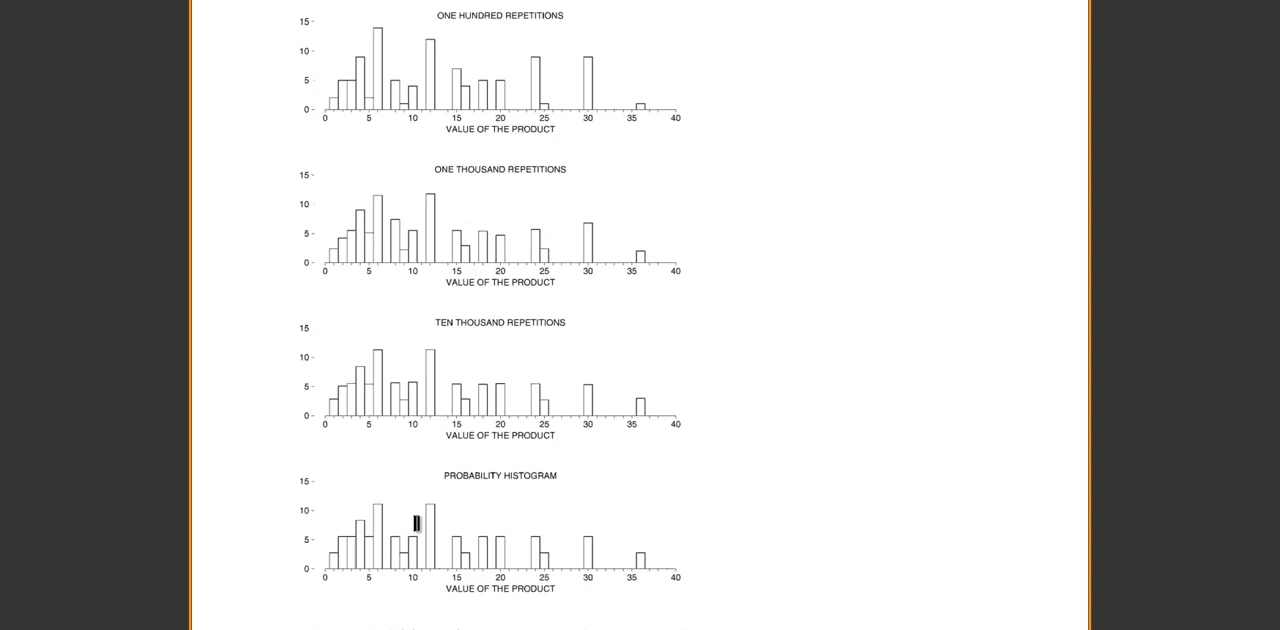 ONE HUNDRED REPETITIONS
15
10
5
0
0 5 10 15 20 25 30 35 40
VALUE OF THE PRODUCT
ONE THOUSAND REPETITIONS
15
10
5
0
0 5 10 15 20 25 30 35 40
VALUE OF THE PRODUCT
TEN THOUSAND REPETITIONS
15
10
5
0
0 5 10 15 20 25 30 35 40
VALUE OF THE PRODUCT
PROBABILITY HISTOGRAM
15
10
5
0
0 5 10 15 20 25 30 35 40
VALUE OF THE PRODUCT